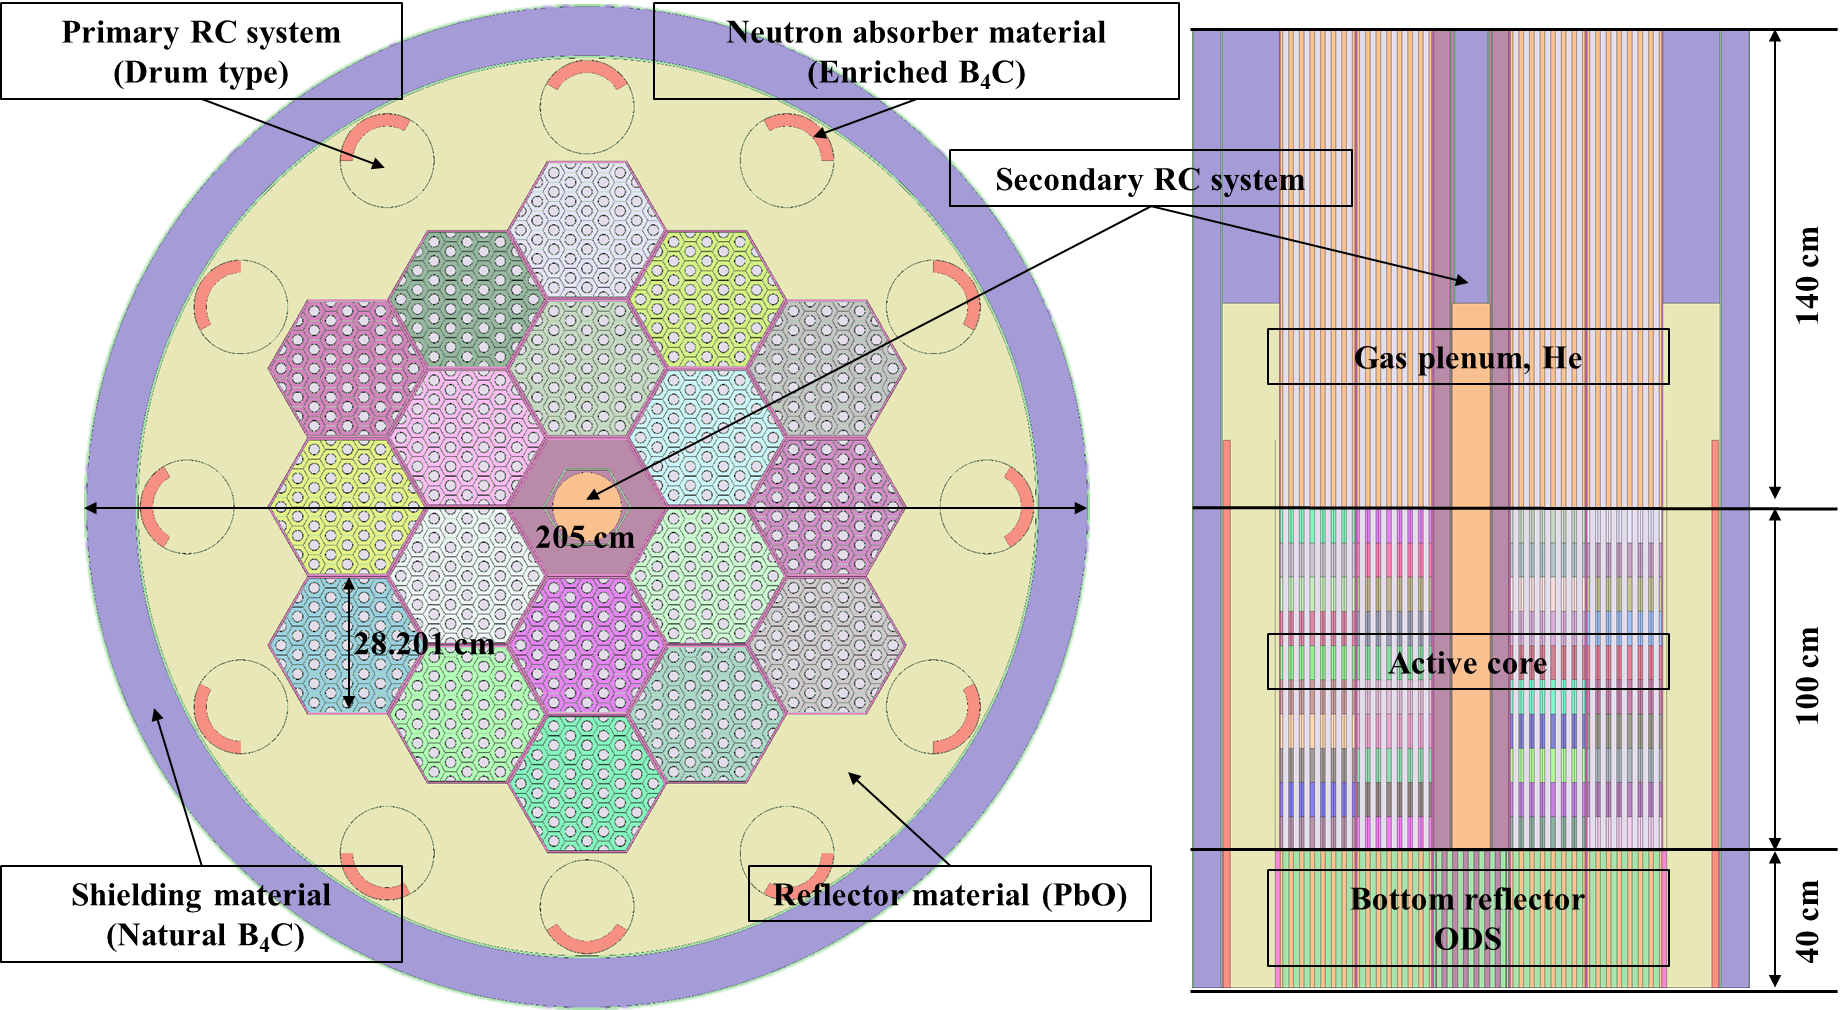 Primary RC system
(Drum type)
Neutron absorber material
(Enriched B₄C)
Secondary RC system
205 cm
28.201 cm
Shielding material
(Natural B₄C)
Reflector material (PbO)
Gas plenum, He
Active core
Bottom reflector
ODS
140 cm
100 cm
40 cm